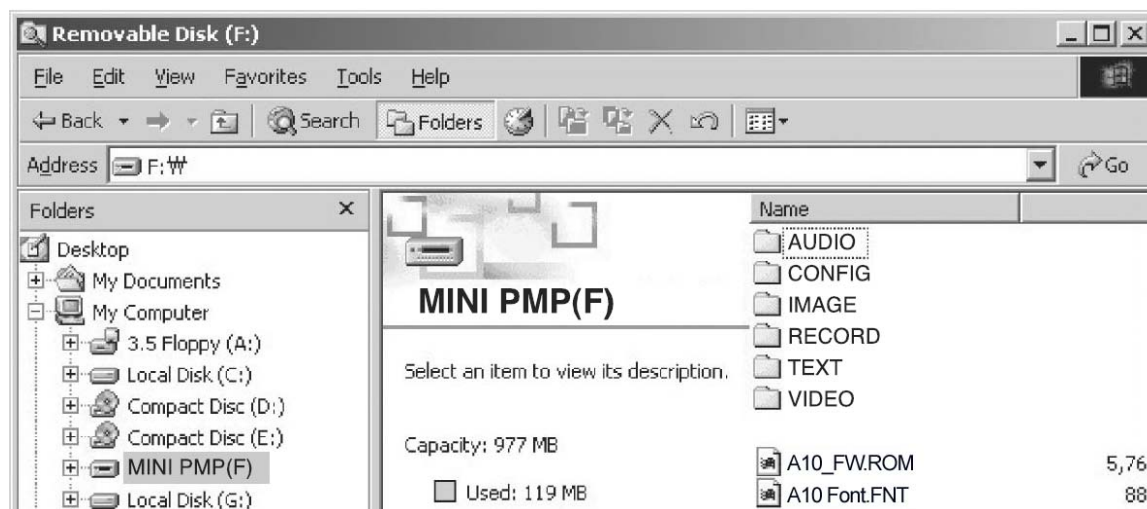 Removable Disk (F:)
File Edit View Favorites Tools Help
Back Search Folders
Address F:₩ Go
Folders
Desktop
My Documents
My Computer
3.5 Floppy (A:)
Local Disk (C:)
Compact Disc (D:)
Compact Disc (E:)
MINI PMP(F)
Local Disk (G:)
MINI PMP(F)
Select an item to view its description.
Capacity: 977 MB
Used: 119 MB
Name
AUDIO
CONFIG
IMAGE
RECORD
TEXT
VIDEO
A10_FW.ROM 5,76
A10 Font.FNT 88